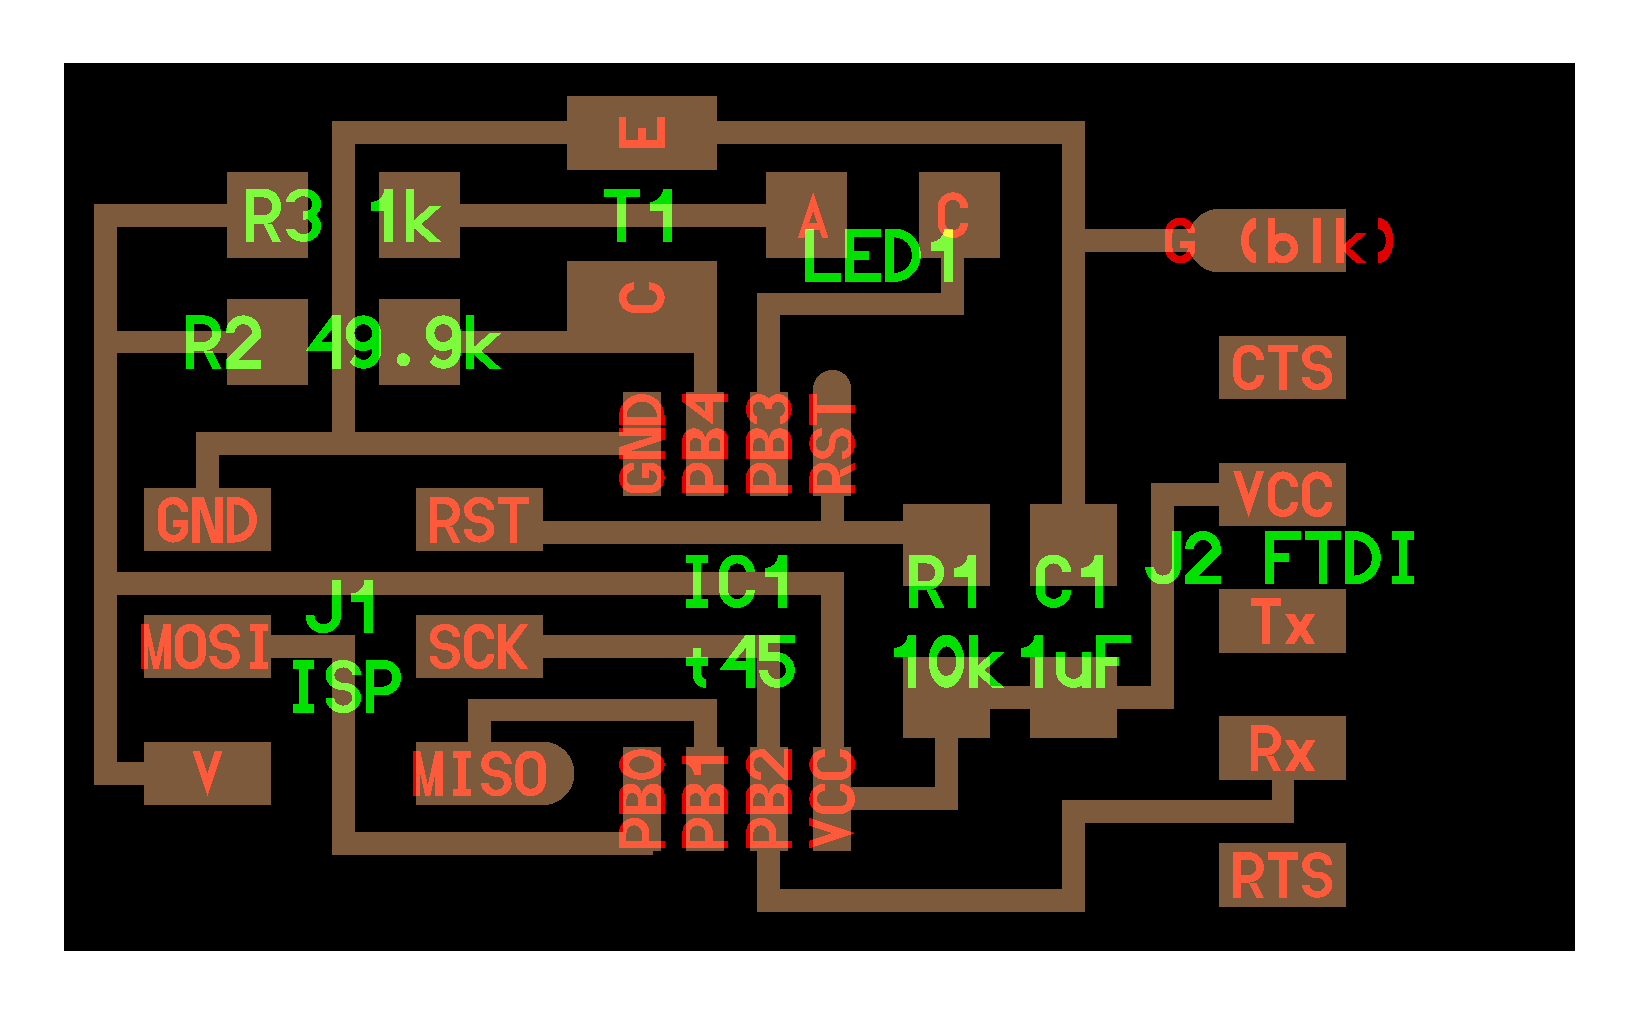 E
R3 1k T1 A C
LED1
G (blk)
C
R2 49.9k
CTS
GND PB4 PB3 RST
VCC
GND RST
J2 FTDI
IC1 R1 C1
J1
Tx
MOSI SCK
t45 10k 1uF
ISP
Rx
V MISO
PB0 PB1 PB2 VCC
RTS